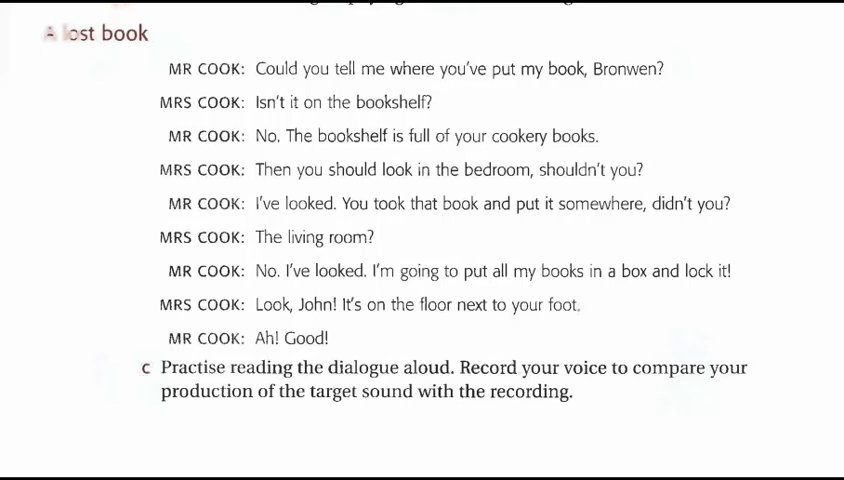 A lost book
MR COOK: Could you tell me where you've put my book, Bronwen?
MRS COOK: Isn't it on the bookshelf?
MR COOK: No. The bookshelf is full of your cookery books.
MRS COOK: Then you should look in the bedroom, shouldn't you?
MR COOK: I've looked. You took that book and put it somewhere, didn't you?
MRS COOK: The living room?
MR COOK: No. I've looked. I'm going to put all my books in a box and lock it!
MRS COOK: Look, John! It's on the floor next to your foot.
MR COOK: Ah! Good!
c Practise reading the dialogue aloud. Record your voice to compare your
production of the target sound with the recording.